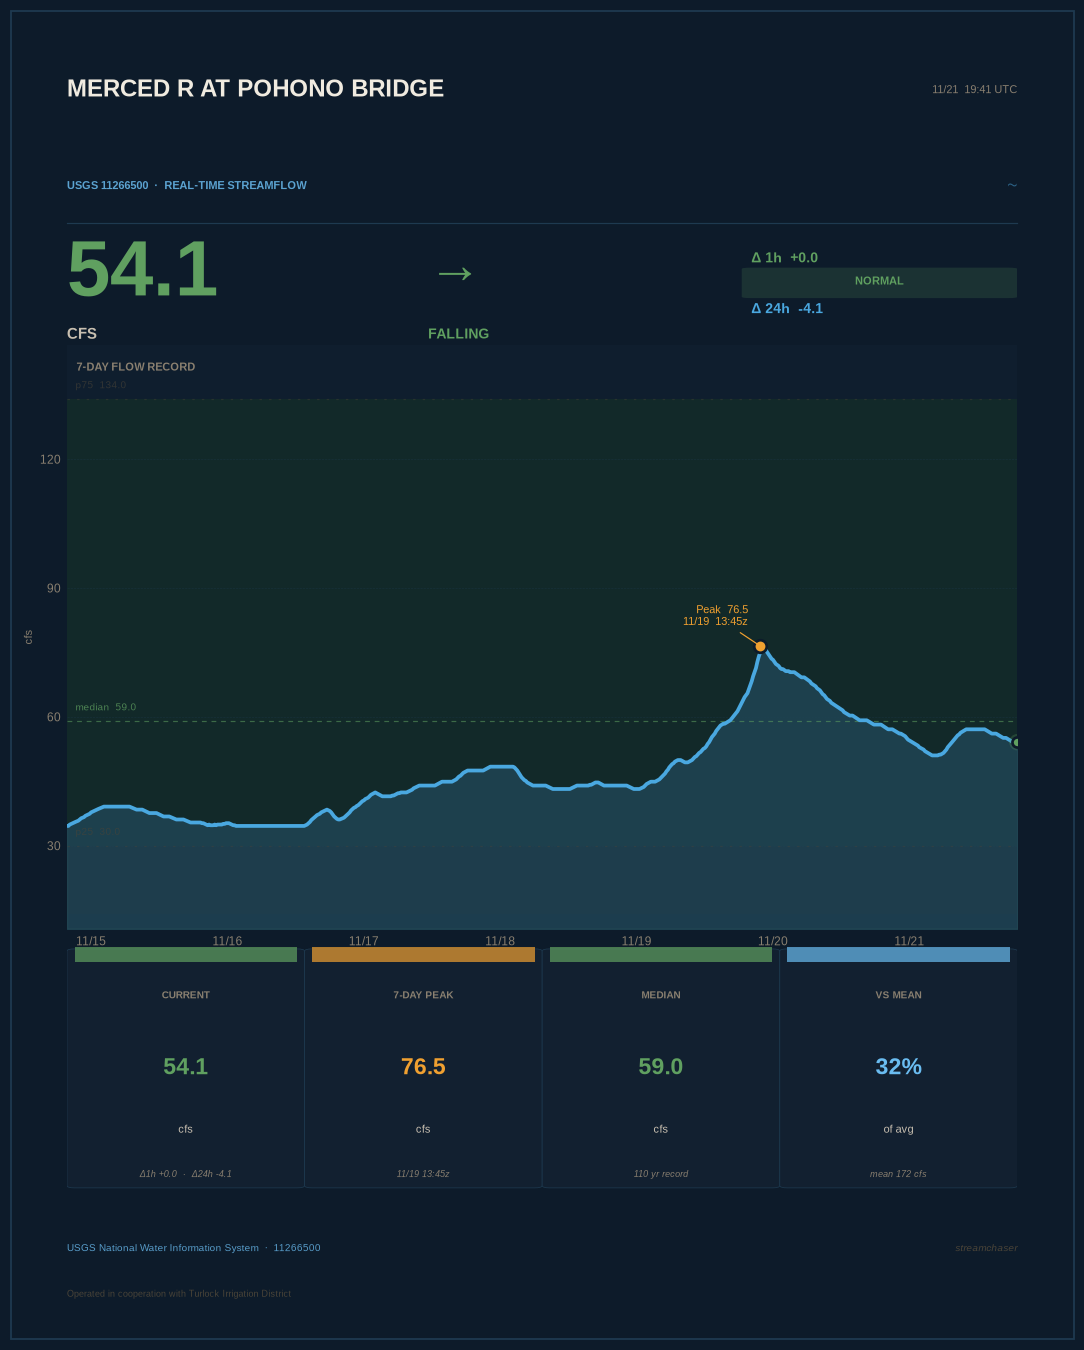 MERCED R AT POHONO BRIDGE
11/21 19:41 UTC
USGS 11266500 · REAL-TIME STREAMFLOW
~
54.1
→
Δ 1h +0.0
NORMAL
Δ 24h -4.1
CFS
FALLING
7-DAY FLOW RECORD
p75 134.0
120
90
Peak 76.5
11/19 13:45z
cfs
median 59.0
60
30
11/15 11/16 11/17 11/18 11/19 11/20 11/21
CURRENT
7-DAY PEAK
MEDIAN
VS MEAN
54.1
76.5
59.0
32%
cfs
cfs
cfs
of avg
Δ1h +0.0 · Δ24h -4.1
11/19 13:45z
110 yr record
mean 172 cfs
USGS National Water Information System · 11266500
streamchaser
Operated in cooperation with Turlock Irrigation District